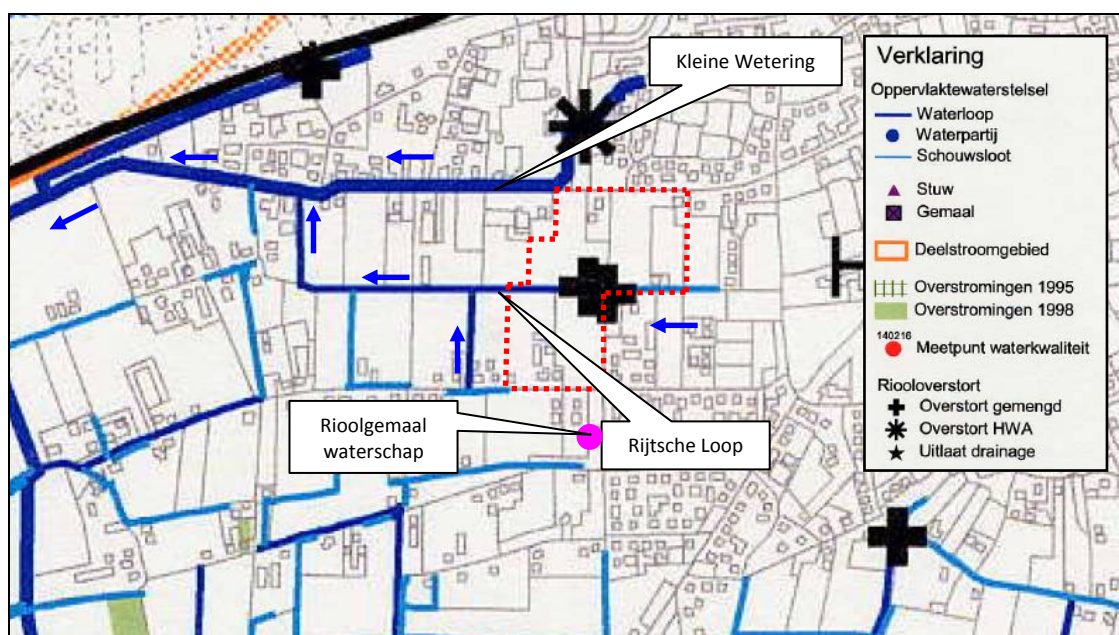 Kleine Wetering
Rioolgemaal
waterschap
Rijtsche Loop
Verklaring
Oppervlaktewaterstelsel
Waterloop
Waterpartij
Schouwsloot
Stuw
Gemaal
Deelstroomgebied
Overstromingen 1995
Overstromingen 1998
140216
Meetpunt waterkwaliteit
Riooloverstort
Overstort gemengd
Overstort HWA
Uitlaat drainage